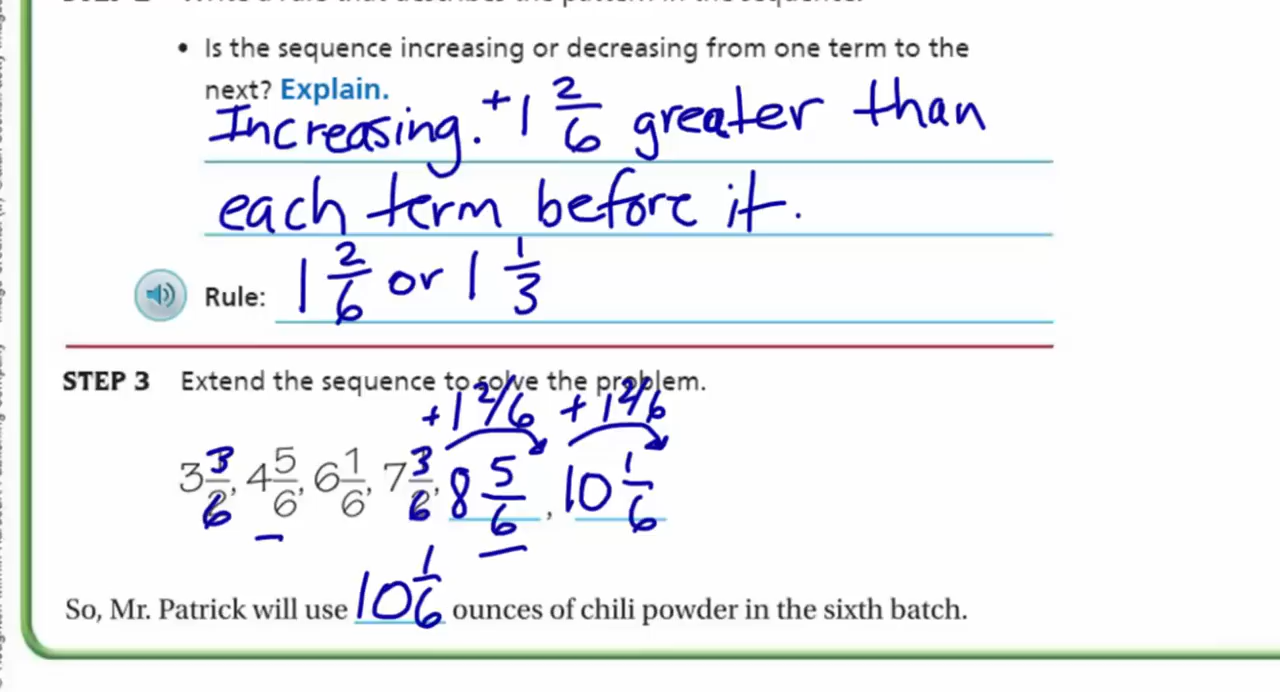 • Is the sequence increasing or decreasing from one term to the
next? Explain.
Increasing. +1 2/6 greater than
each term before it.
Rule: 1 2/6 or 1 1/3
STEP 3 Extend the sequence to solve the problem.
+1 2/6 +1 2/6
3 3/6, 4 5/6, 6 1/6, 7 3/6, 8 5/6, 10 1/6
So, Mr. Patrick will use 10 1/6 ounces of chili powder in the sixth batch.